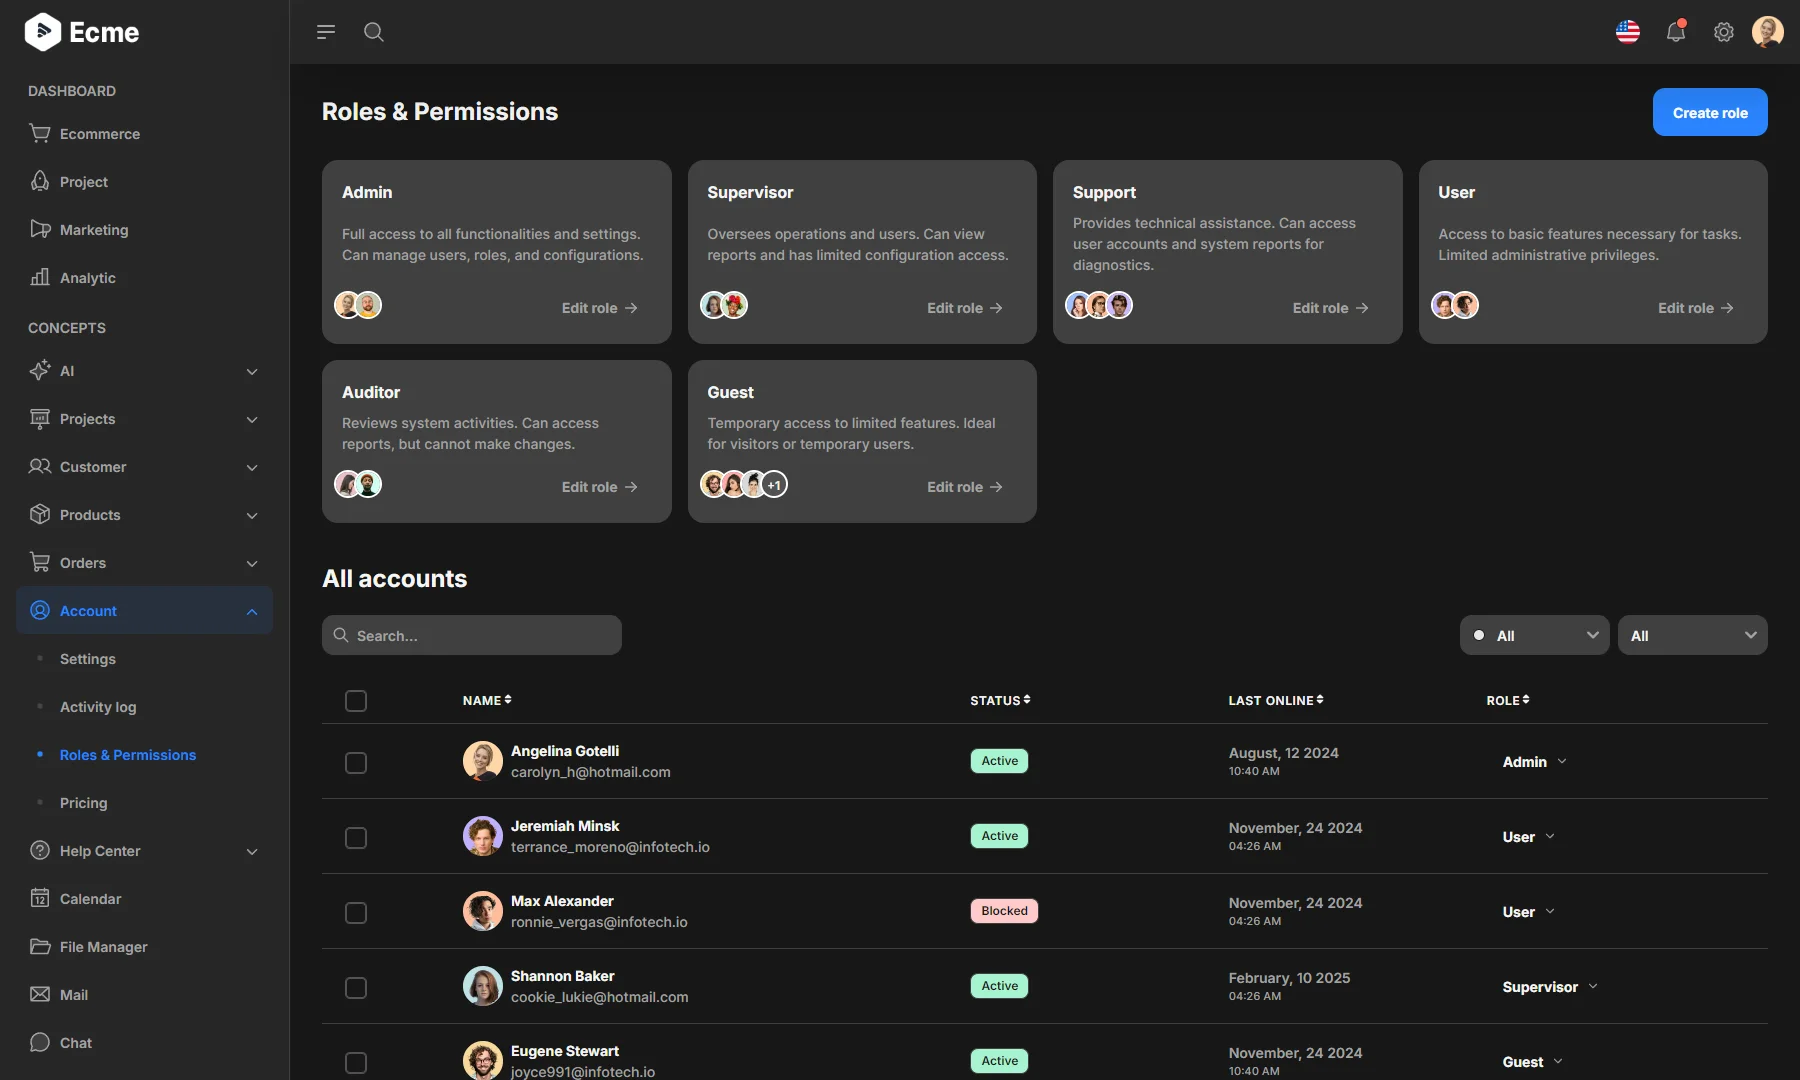 Ecme
DASHBOARD
Ecommerce
Project
Marketing
Analytic
CONCEPTS
AI
Projects
Customer
Products
Orders
Account
Settings
Activity log
Roles & Permissions
Pricing
Help Center
12
Calendar
File Manager
Mail
Chat
Roles & Permissions
Create role
Admin
Full access to all functionalities and settings.
Can manage users, roles, and configurations.
Edit role
Supervisor
Oversees operations and users. Can view
reports and has limited configuration access.
Edit role
Support
Provides technical assistance. Can access
user accounts and system reports for
diagnostics.
Edit role
User
Access to basic features necessary for tasks.
Limited administrative privileges.
Edit role
Auditor
Reviews system activities. Can access
reports, but cannot make changes.
Edit role
Guest
Temporary access to limited features. Ideal
for visitors or temporary users.
+1
Edit role
All accounts
Search...
All
All
NAME STATUS LAST ONLINE ROLE
Angelina Gotelli
carolyn_h@hotmail.com
Active
August, 12 2024
10:40 AM
Admin
Jeremiah Minsk
terrance_moreno@infotech.io
Active
November, 24 2024
04:26 AM
User
Max Alexander
ronnie_vergas@infotech.io
Blocked
November, 24 2024
04:26 AM
User
Shannon Baker
cookie_lukie@hotmail.com
Active
February, 10 2025
04:26 AM
Supervisor
Eugene Stewart
joyce991@infotech.io
Active
November, 24 2024
10:40 AM
Guest